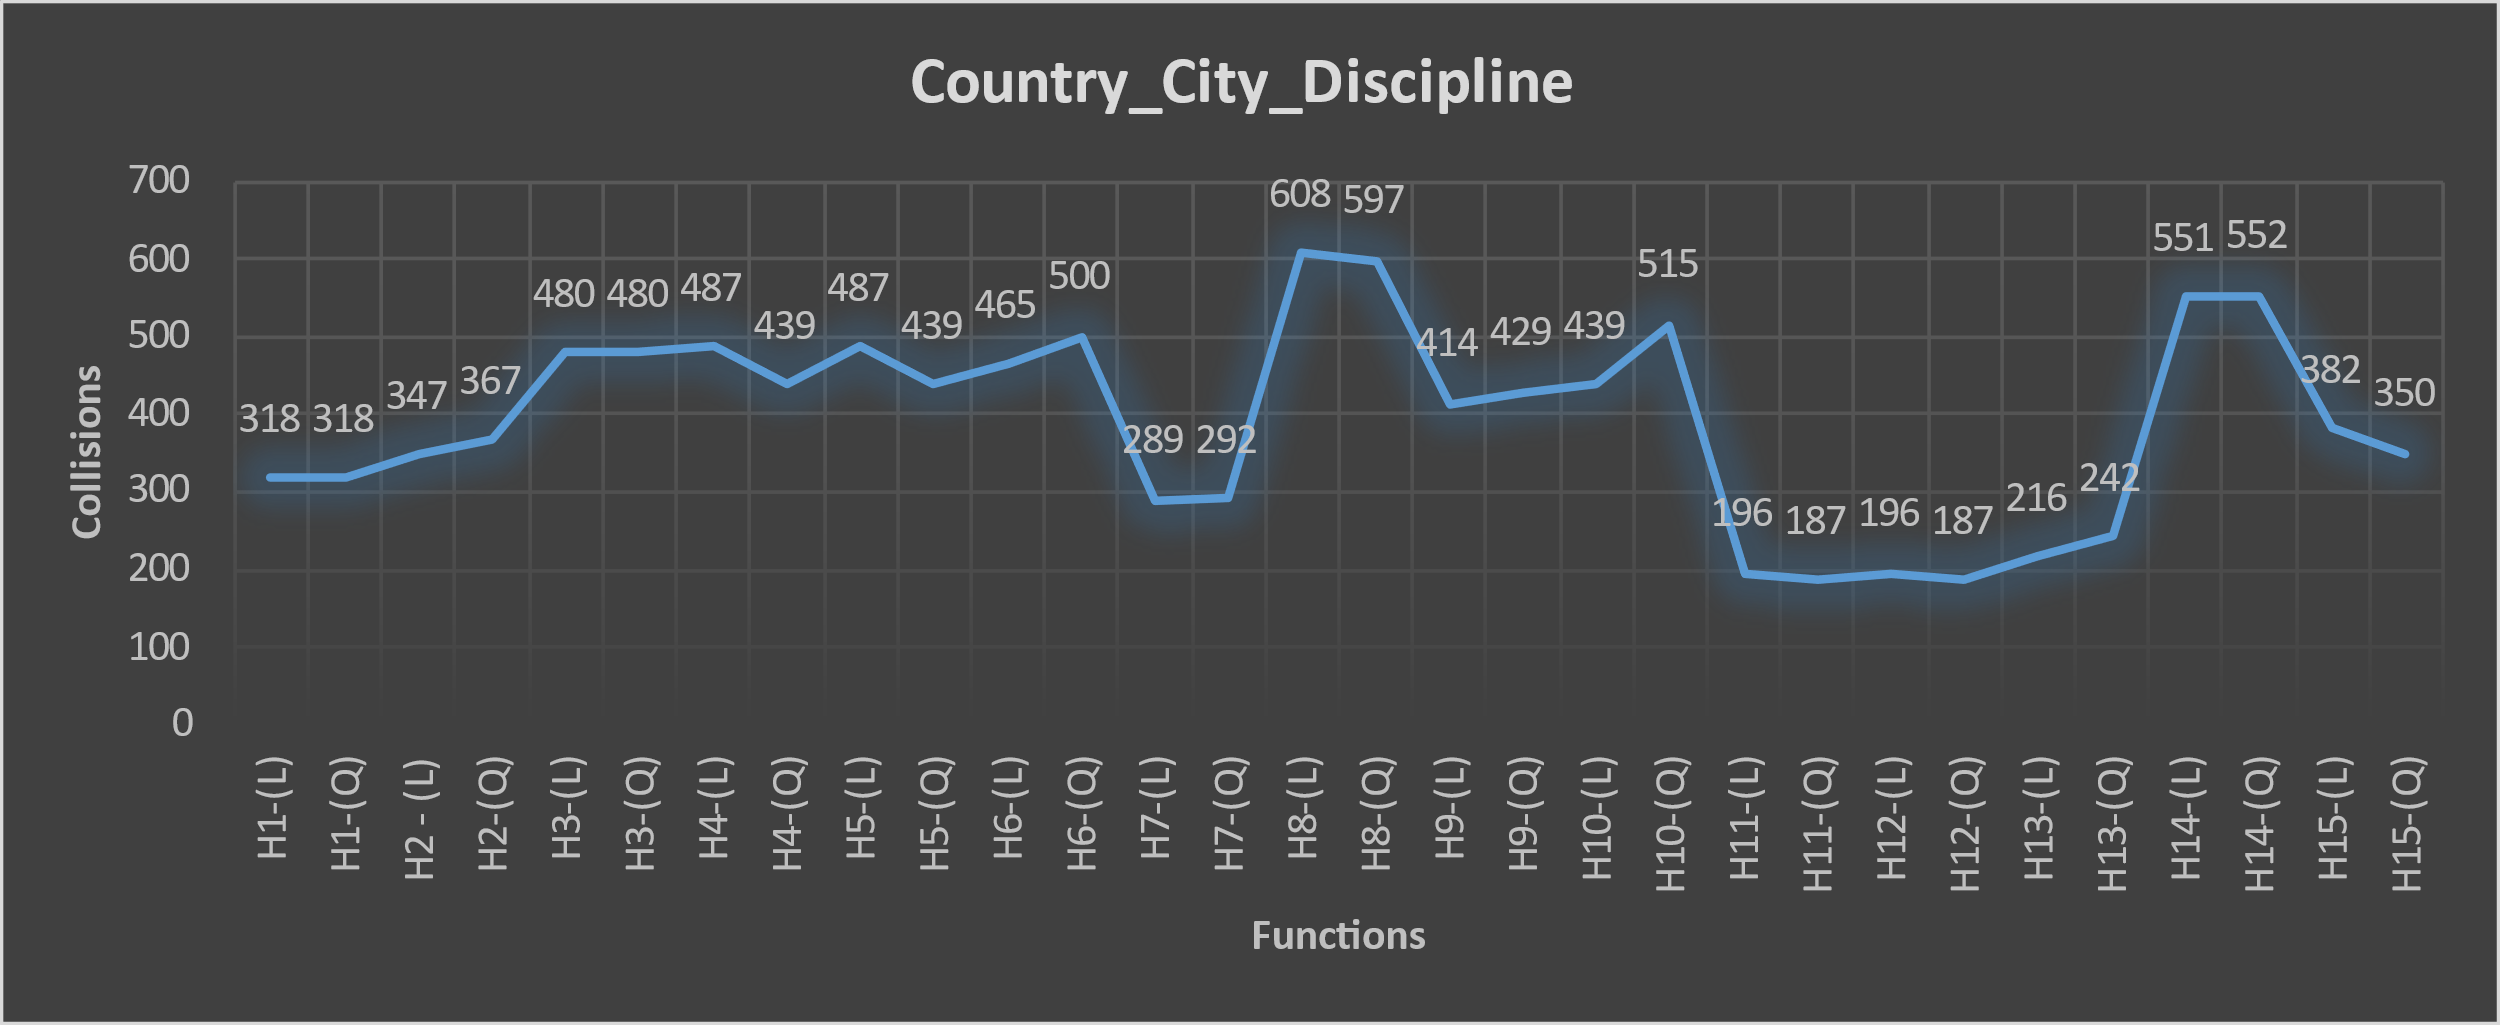 Country_City_Discipline
Collisions
700
600
500
400
300
200
100
0
318 318 347 367 480 480 487 439 487 439 465 500 289 292 608 597 414 429 439 515 196 187 196 187 216 242 551 552 382 350
H1-(L)
H1-(Q)
H2 - (L)
H2-(Q)
H3-(L)
H3-(Q)
H4-(L)
H4-(Q)
H5-(L)
H5-(Q)
H6-(L)
H6-(Q)
H7-(L)
H7-(Q)
H8-(L)
H8-(Q)
H9-(L)
H9-(Q)
H10-(L)
H10-(Q)
H11-(L)
H11-(Q)
H12-(L)
H12-(Q)
H13-(L)
H13-(Q)
H14-(L)
H14-(Q)
H15-(L)
H15-(Q)
Functions